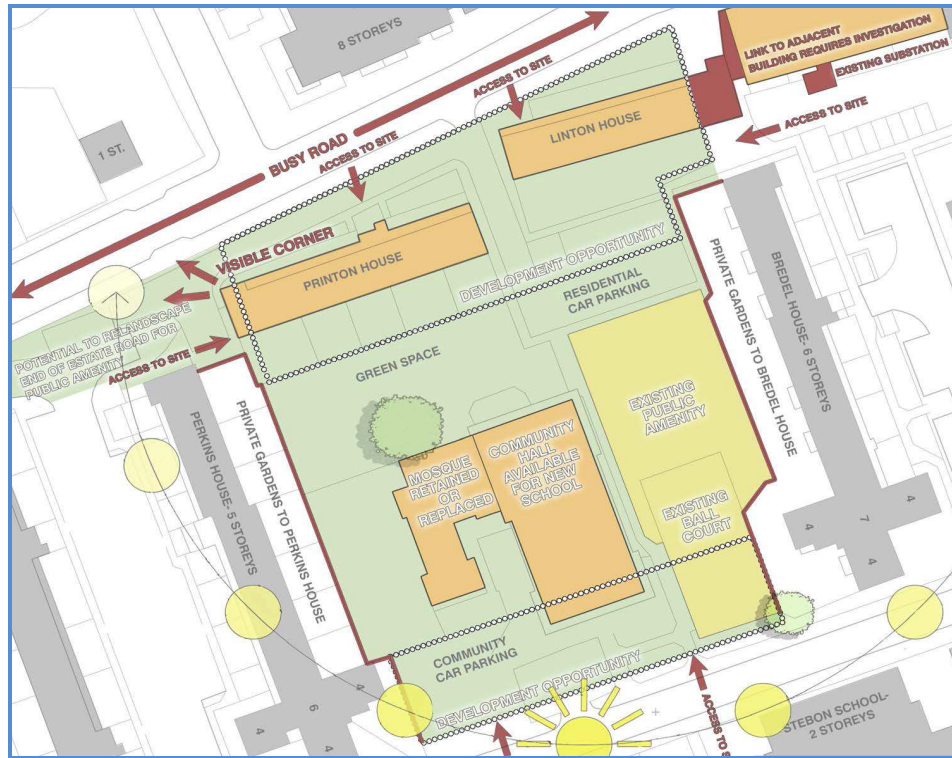 8 STOREYS
LINK TO ADJACENT
BUILDING REQUIRES INVESTIGATION
EXISTING SUBSTATION
ACCESS TO SITE
ACCESS TO SITE
LINTON HOUSE
1 ST.
BUSY ROAD
ACCESS TO SITE
VISIBLE CORNER
PRINTON HOUSE
DEVELOPMENT OPPORTUNITY
RESIDENTIAL
CAR PARKING
PRIVATE GARDENS TO BREDEL HOUSE
BREDEL HOUSE- 6 STOREYS
POTENTIAL TO RELANDSCAPE
END OF ESTATE ROAD FOR
PUBLIC AMENITY
ACCESS TO SITE
GREEN SPACE
PERKINS HOUSE- 5 STOREYS
PRIVATE GARDENS TO PERKINS HOUSE
MOSQUE
RETAINED
OR
REPLACED
COMMUNITY
HALL
AVAILABLE
FOR NEW
SCHOOL
EXISTING
PUBLIC
AMENITY
EXISTING
BALL
COURT
4
7
4
4
COMMUNITY
CAR PARKING
DEVELOPMENT OPPORTUNITY
4
6
4
4
ACCESS TO S
STEBON SCHOOL-
2 STOREYS